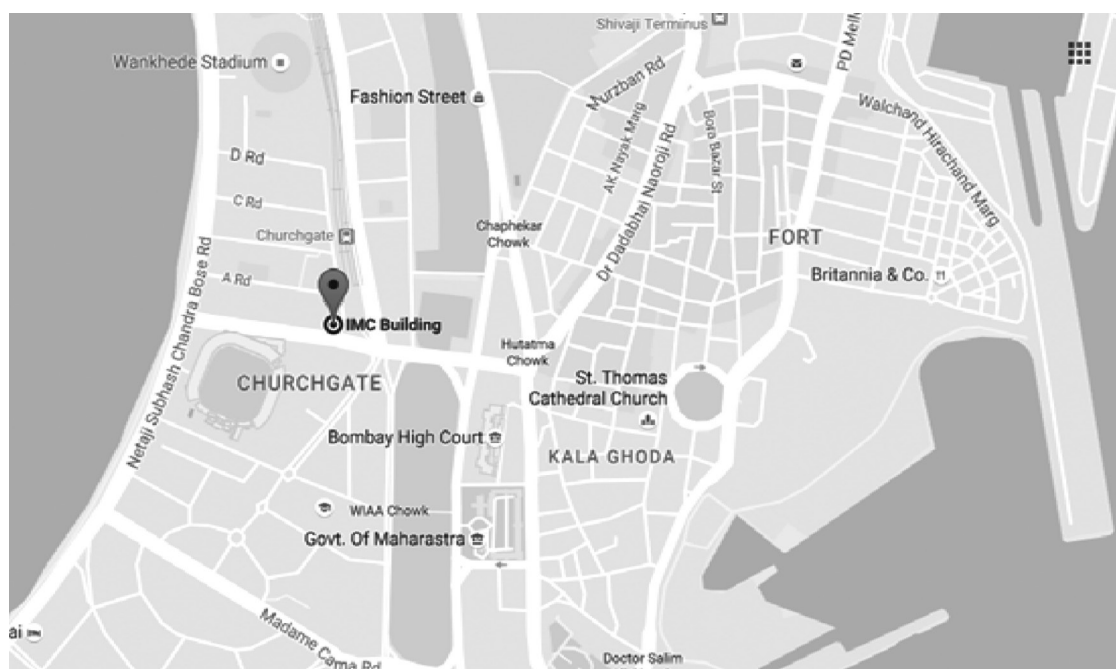 Shivaji Terminus
Wankhede Stadium
PD Mell
Fashion Street
Murzban Rd
Walchand Hirachand Marg
AK Nayak Marg
Bora Bazar St
D Rd
Dr Dadabhai Naoroji Rd
C Rd
Chaphekar
Chowk
Churchgate
FORT
A Rd
Britannia & Co.
Netaji Subhash Chandra Bose Rd
IMC Building
Hutatma
Chowk
CHURCHGATE
St. Thomas
Cathedral Church
Bombay High Court
KALA GHODA
WIAA Chowk
Govt. Of Maharastra
ai
Madame Cama Rd
Doctor Salim